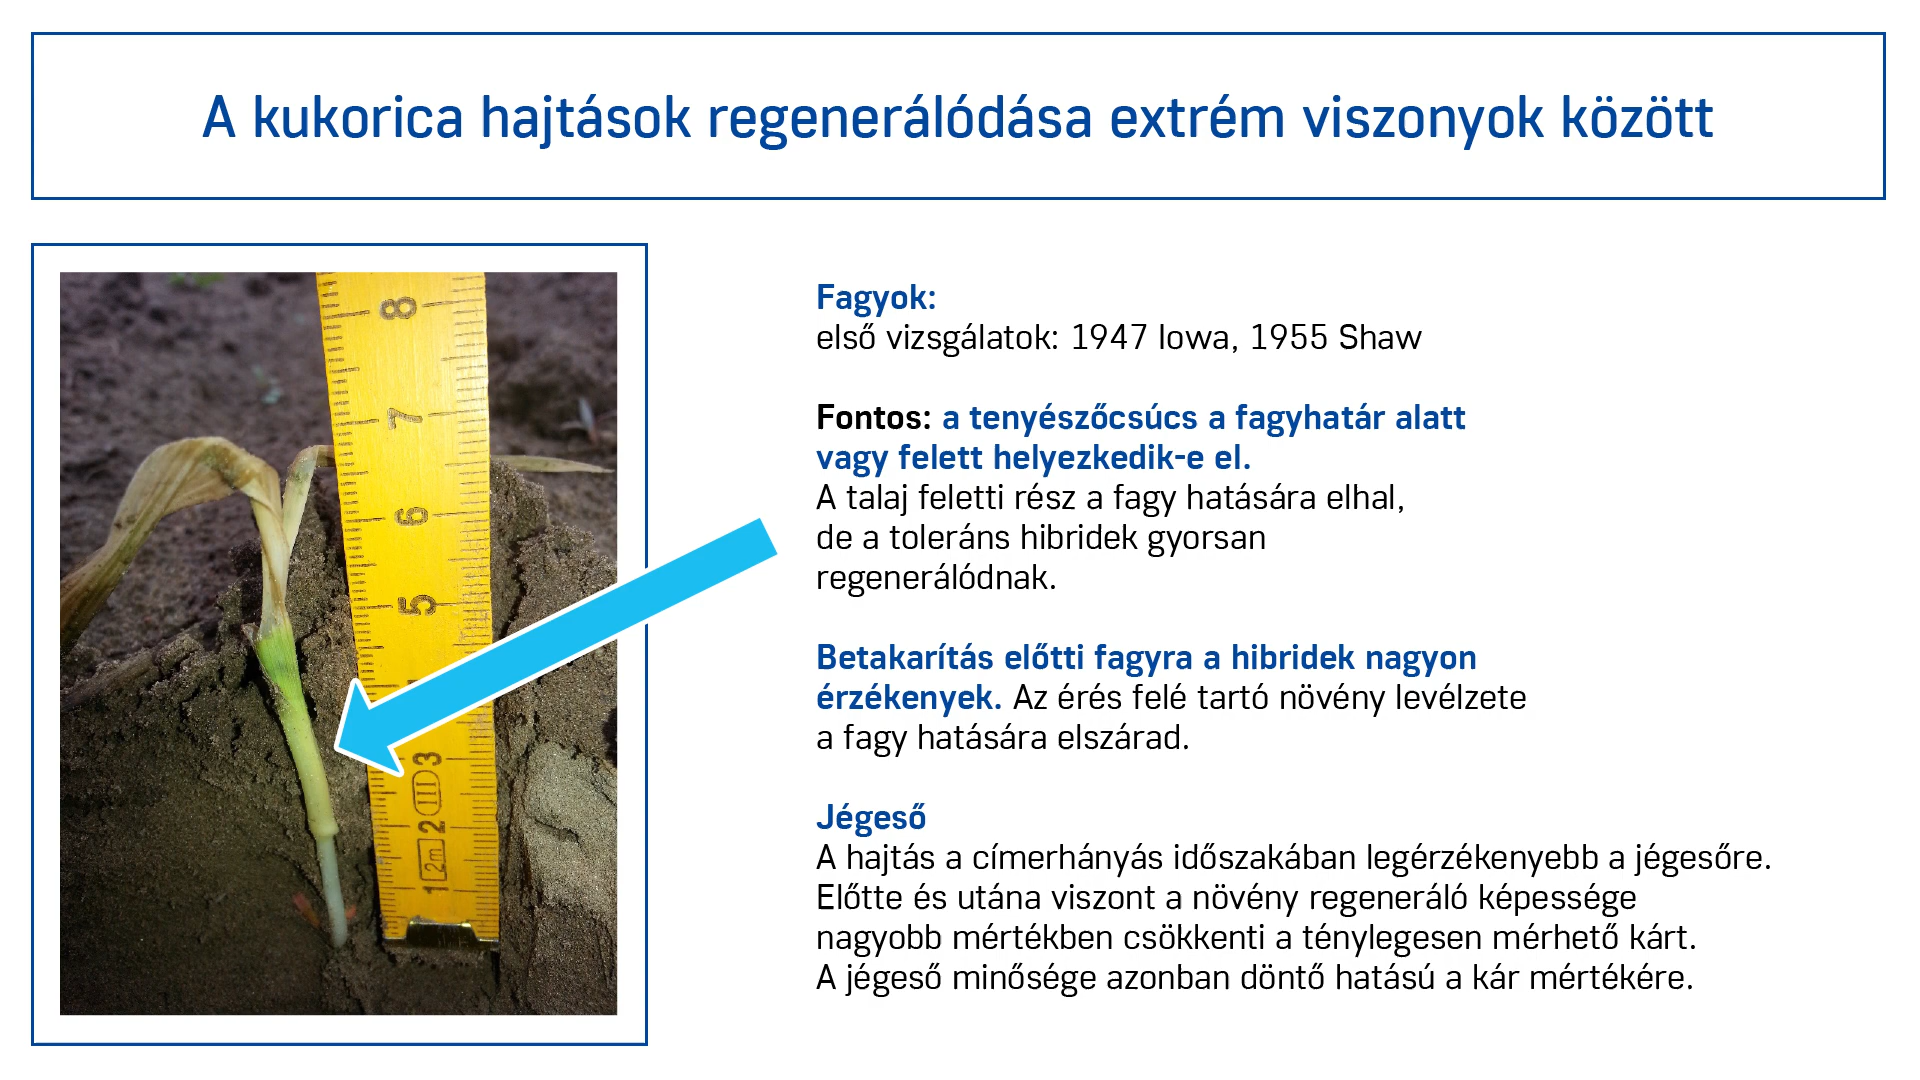 A kukorica hajtások regenerálódása extrém viszonyok között
8
7
6
5
3
III
2
2m
1
Fagyok:
első vizsgálatok: 1947 Iowa, 1955 Shaw
Fontos: a tenyészőcsúcs a fagyhatár alatt
vagy felett helyezkedik-e el.
A talaj feletti rész a fagy hatására elhal,
de a toleráns hibridek gyorsan
regenerálódnak.
Betakarítás előtti fagyra a hibridek nagyon
érzékenyek. Az érés felé tartó növény levélzete
a fagy hatására elszárad.
Jégeső
A hajtás a címerhányás időszakában legérzékenyebb a jégesőre.
Előtte és utána viszont a növény regeneráló képessége
nagyobb mértékben csökkenti a ténylegesen mérhető kárt.
A jégeső minősége azonban döntő hatású a kár mértékére.